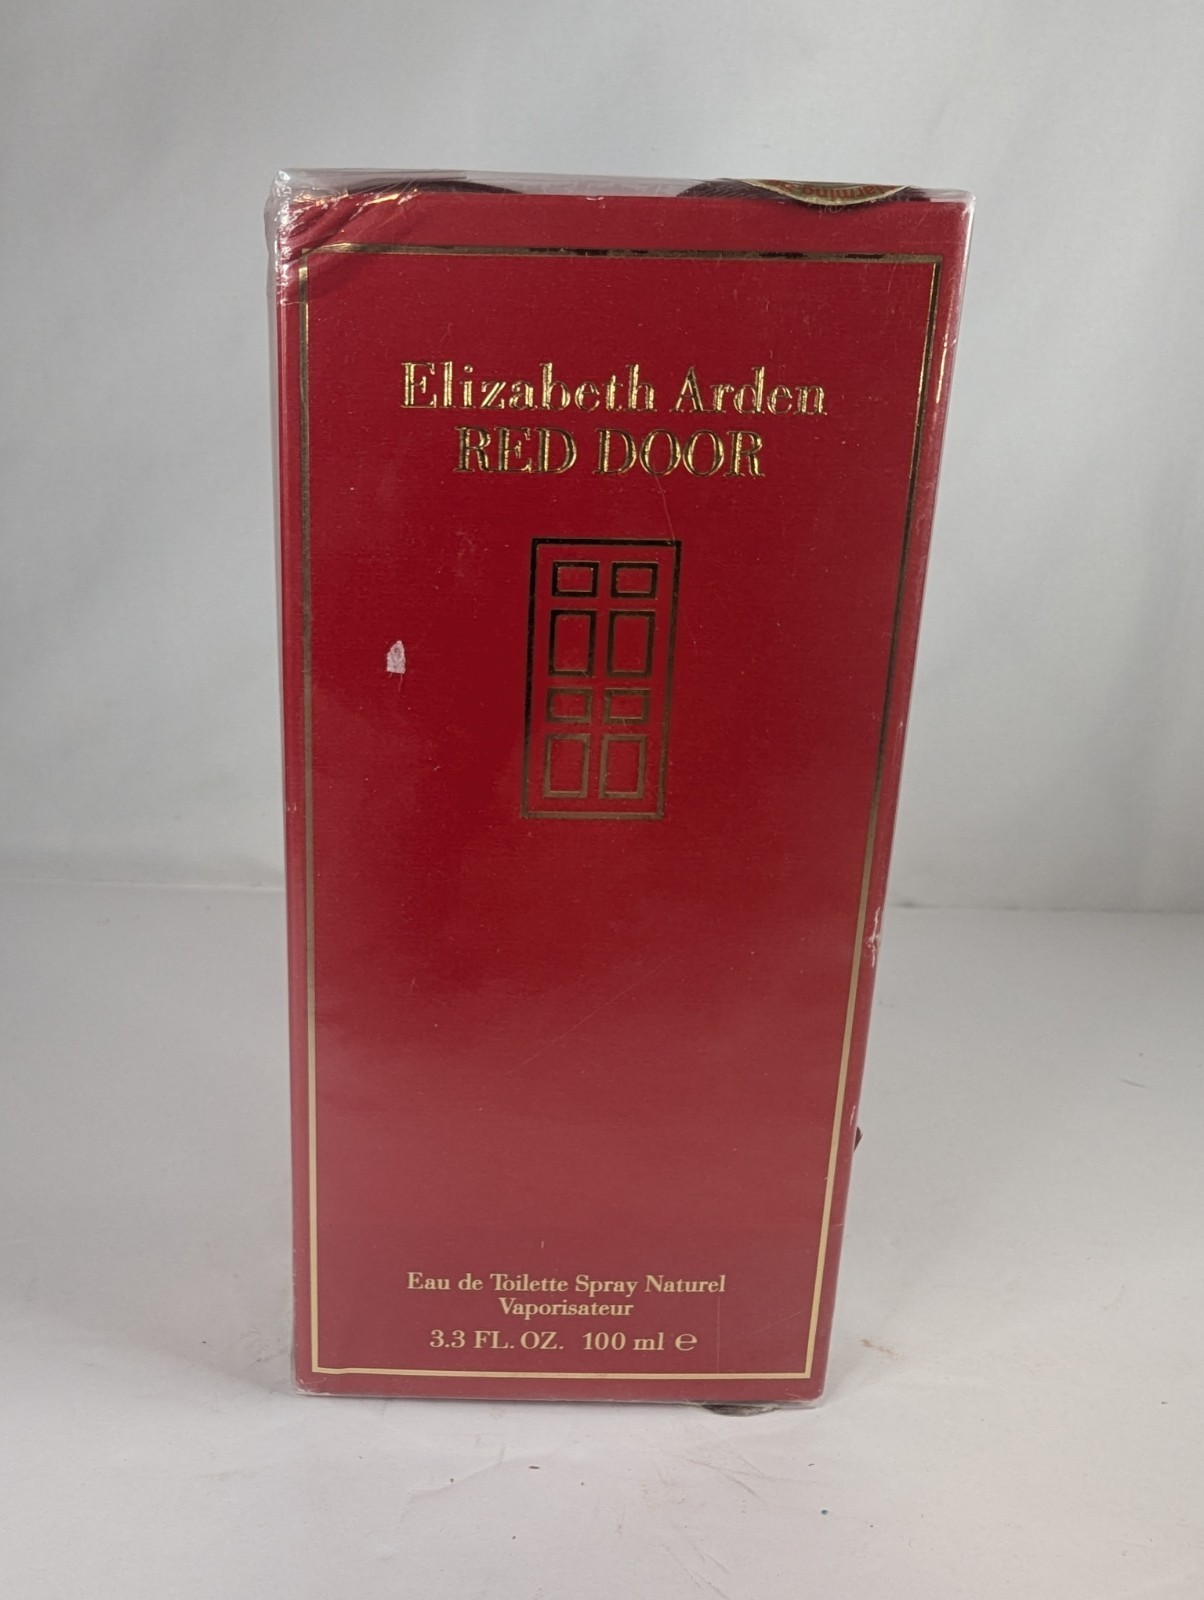 Elizabeth Arden
RED DOOR
Eau de Toilette Spray Naturel
Vaporisateur
3.3 FL. OZ. 100 ml ℮